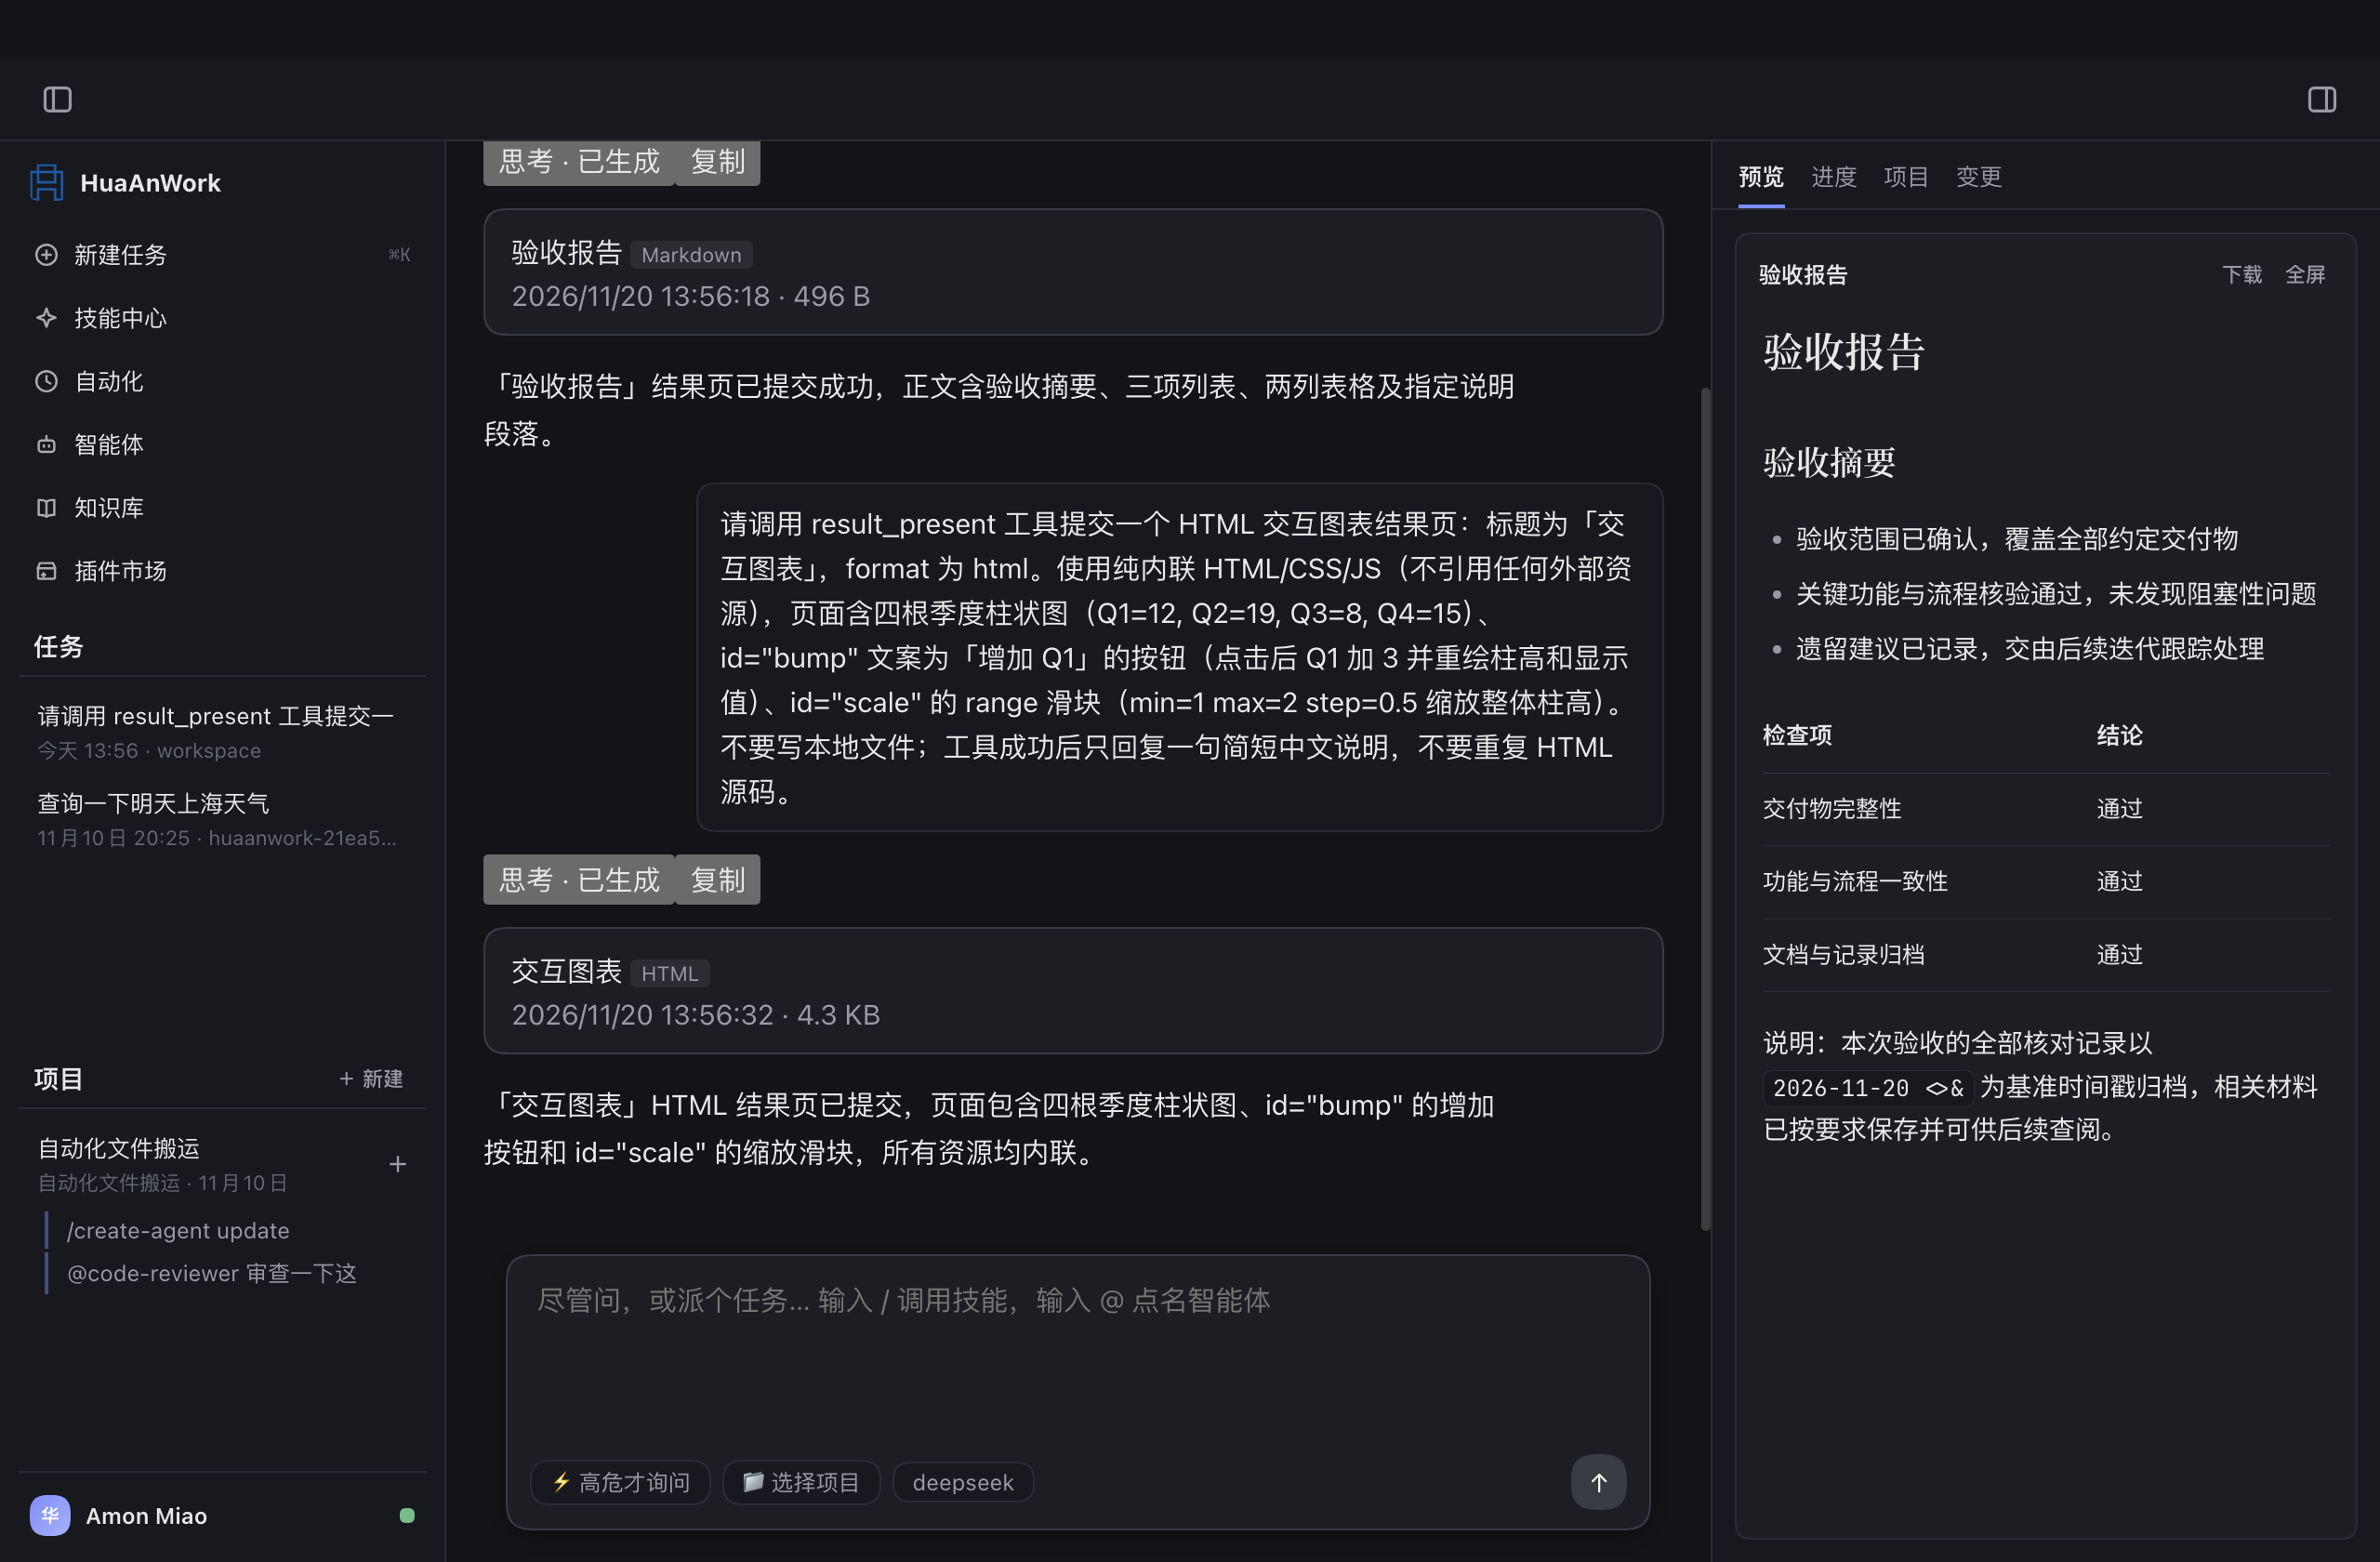 HuaAnWork
新建任务 ⌘K
技能中心
自动化
智能体
知识库
插件市场
任务
请调用 result_present 工具提交一
今天 13:56 · workspace
查询一下明天上海天气
11月10日 20:25 · huaanwork-21ea5...
项目
+ 新建
自动化文件搬运
自动化文件搬运 · 11月10日
/create-agent update
@code-reviewer 审查一下这
华 Amon Miao
思考 · 已生成 复制
验收报告 Markdown
2026/11/20 13:56:18 · 496 B
「验收报告」结果页已提交成功，正文含验收摘要、三项列表、两列表格及指定说明
段落。
请调用 result_present 工具提交一个 HTML 交互图表结果页：标题为「交
互图表」，format 为 html。使用纯内联 HTML/CSS/JS（不引用任何外部资
源），页面含四根季度柱状图（Q1=12, Q2=19, Q3=8, Q4=15）、
id="bump" 文案为「增加 Q1」的按钮（点击后 Q1 加 3 并重绘柱高和显示
值）、id="scale" 的 range 滑块（min=1 max=2 step=0.5 缩放整体柱高）。
不要写本地文件；工具成功后只回复一句简短中文说明，不要重复 HTML
源码。
思考 · 已生成 复制
交互图表 HTML
2026/11/20 13:56:32 · 4.3 KB
「交互图表」HTML 结果页已提交，页面包含四根季度柱状图、id="bump" 的增加
按钮和 id="scale" 的缩放滑块，所有资源均内联。
尽管问，或派个任务... 输入 / 调用技能，输入 @ 点名智能体
⚡ 高危才询问 选择项目 deepseek
预览 进度 项目 变更
验收报告 下载 全屏
验收报告
验收摘要
• 验收范围已确认，覆盖全部约定交付物
• 关键功能与流程核验通过，未发现阻塞性问题
• 遗留建议已记录，交由后续迭代跟踪处理
检查项 结论
交付物完整性 通过
功能与流程一致性 通过
文档与记录归档 通过
说明：本次验收的全部核对记录以
2026-11-20 <>& 为基准时间戳归档，相关材料
已按要求保存并可供后续查阅。